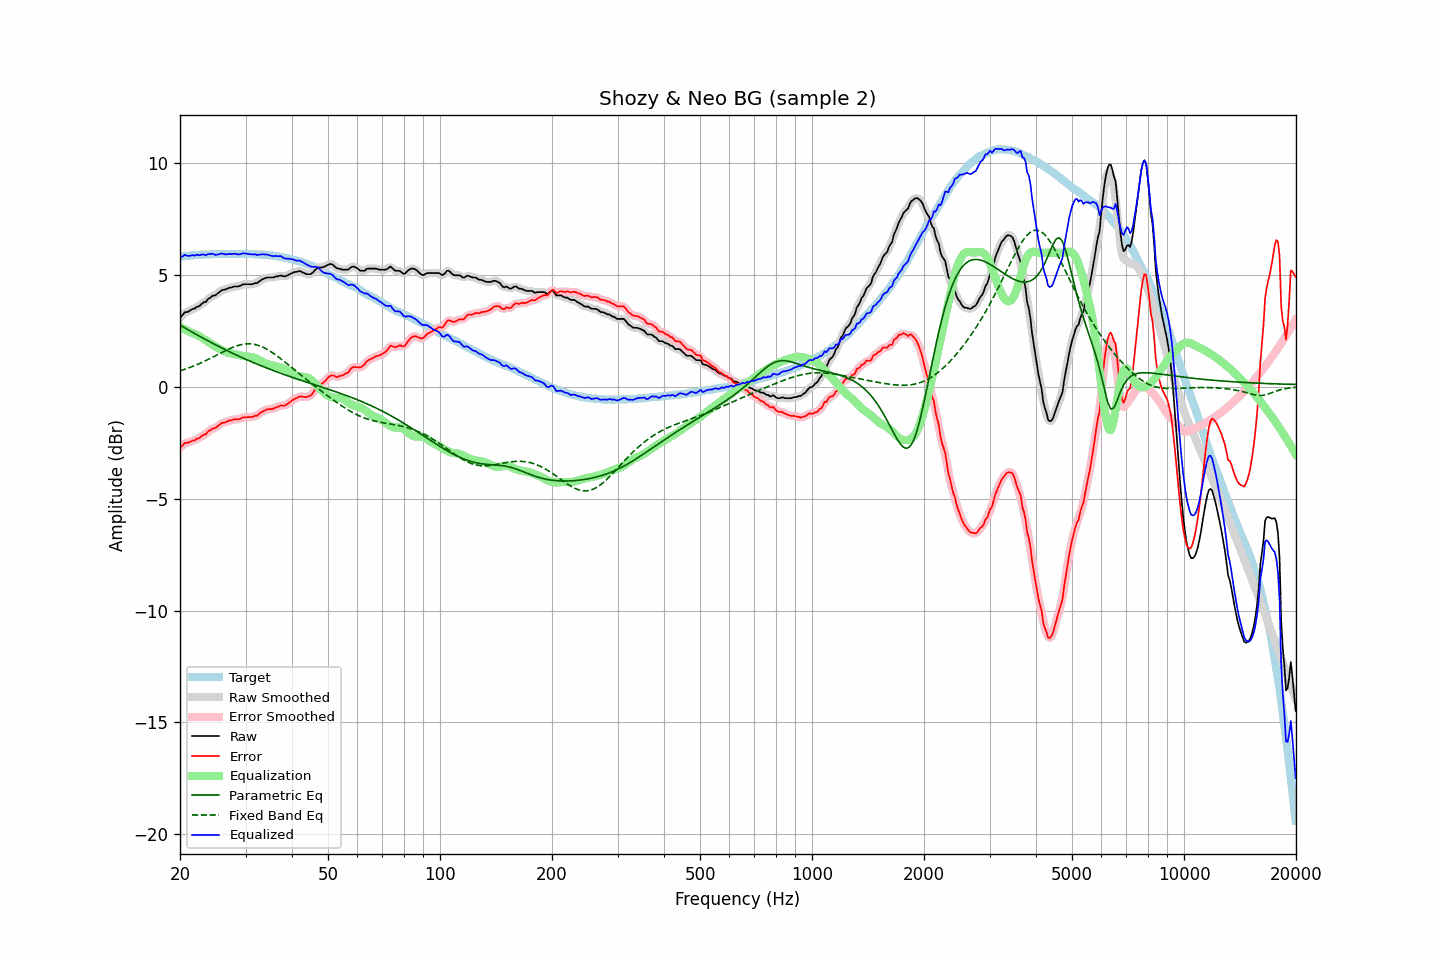 Shozy & Neo BG (sample 2)
Amplitude (dBr)
10
5
0
−5
−10
−15
−20
Target
Raw Smoothed
Error Smoothed
Raw
Error
Equalization
Parametric Eq
Fixed Band Eq
Equalized
20 50 100 200 500 1000 2000 5000 10000 20000
Frequency (Hz)